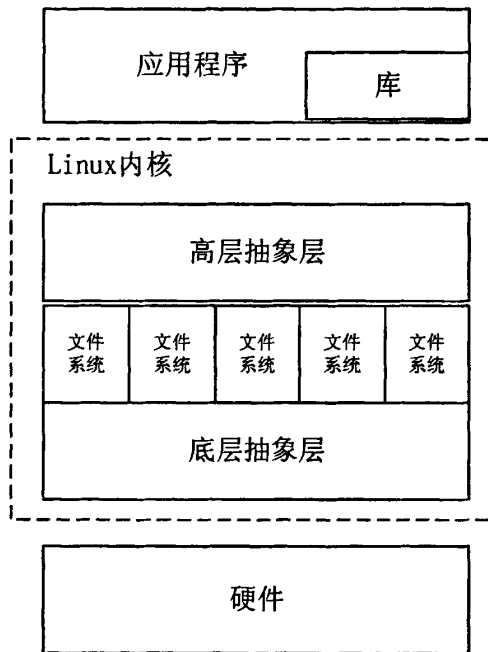 应用程序
库
Linux内核
高层抽象层
文件 文件 文件 文件 文件
系统 系统 系统 系统 系统
底层抽象层
硬件